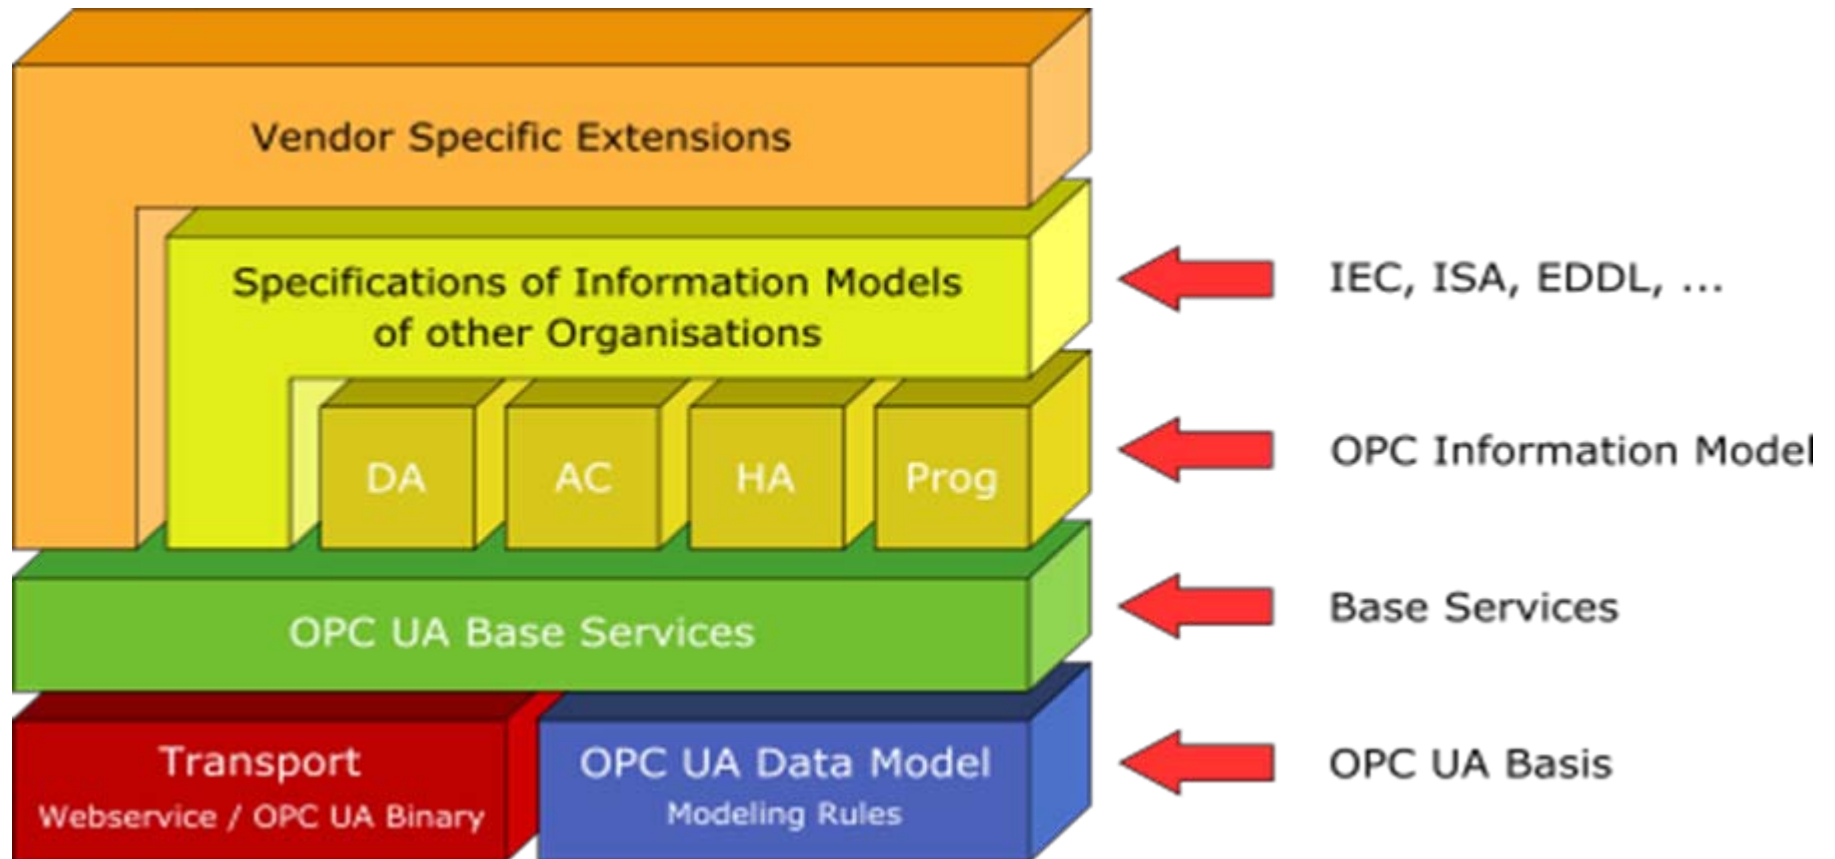 Vendor Specific Extensions
Specifications of Information Models
of other Organisations
IEC, ISA, EDDL, ...
DA
AC
HA
Prog
OPC Information Model
OPC UA Base Services
Base Services
Transport
Webservice / OPC UA Binary
OPC UA Data Model
Modeling Rules
OPC UA Basis